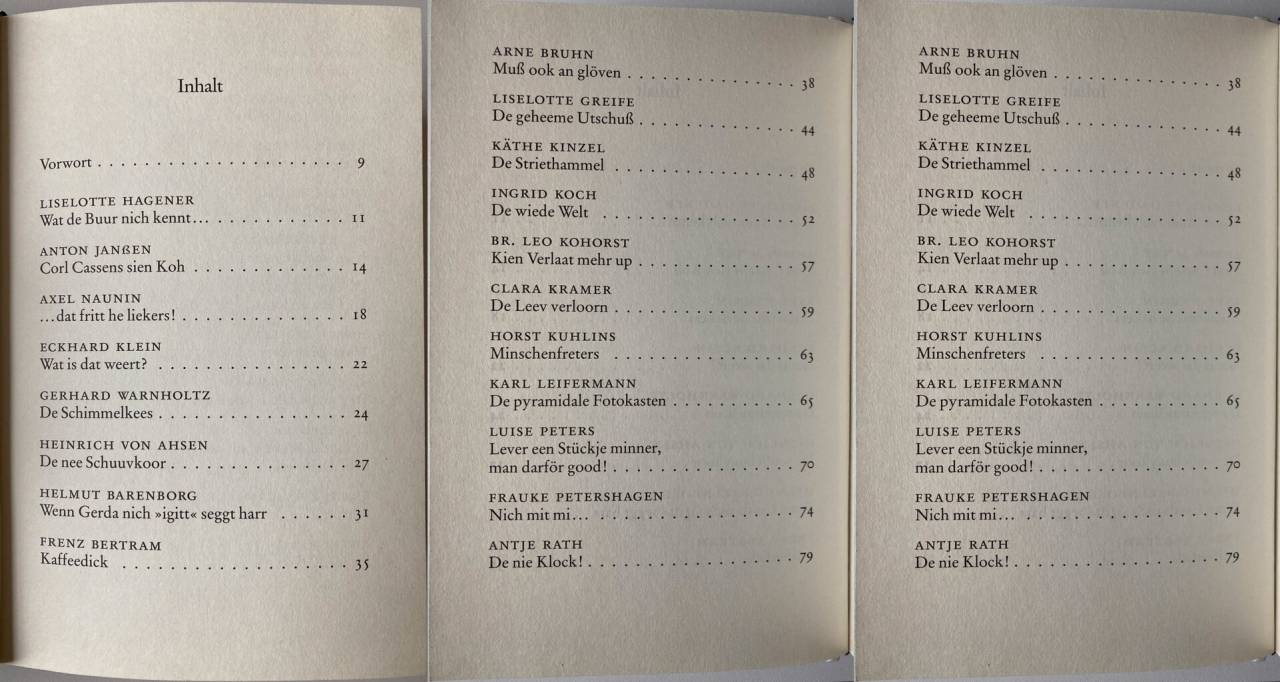 Inhalt
Vorwort . . . . . . . . . . . . . . . . . . . 9
LISELOTTE HAGENER
Wat de Buur nich kennt... . . . . . . . . . . 11
ANTON JANßEN
Corl Cassens sien Koh . . . . . . . . . . . . 14
AXEL NAUNIN
...dat fritt he liekers! . . . . . . . . . . . . . 18
ECKHARD KLEIN
Wat is dat weert? . . . . . . . . . . . . . . . 22
GERHARD WARNHOLTZ
De Schimmelkees . . . . . . . . . . . . . . . 24
HEINRICH VON AHSEN
De nee Schuuvkoor . . . . . . . . . . . . . . 27
HELMUT BARENBORG
Wenn Gerda nich »igitt« seggt harr . . . . . . 31
FRENZ BERTRAM
Kaffeedick . . . . . . . . . . . . . . . . . . 35
ARNE BRUHN
Muß ook an glöven . . . . . . . . . . . . . 38
LISELOTTE GREIFE
De geheeme Utschuß . . . . . . . . . . . . 44
KÄTHE KINZEL
De Striethammel . . . . . . . . . . . . . . 48
INGRID KOCH
De wiede Welt . . . . . . . . . . . . . . . 52
BR. LEO KOHORST
Kien Verlaat mehr up . . . . . . . . . . . . 57
CLARA KRAMER
De Leev verloorn . . . . . . . . . . . . . . 59
HORST KUHLINS
Minschenfreters . . . . . . . . . . . . . . 63
KARL LEIFERMANN
De pyramidale Fotokasten . . . . . . . . . . 65
LUISE PETERS
Lever een Stückje minner,
man darför good! . . . . . . . . . . . . . . 70
FRAUKE PETERSHAGEN
Nich mit mi... . . . . . . . . . . . . . . . 74
ANTJE RATH
De nie Klock! . . . . . . . . . . . . . . . . 79
ARNE BRUHN
Muß ook an glöven . . . . . . . . . . . . . 38
LISELOTTE GREIFE
De geheeme Utschuß . . . . . . . . . . . . 44
KÄTHE KINZEL
De Striethammel . . . . . . . . . . . . . . 48
INGRID KOCH
De wiede Welt . . . . . . . . . . . . . . . 52
BR. LEO KOHORST
Kien Verlaat mehr up . . . . . . . . . . . . 57
CLARA KRAMER
De Leev verloorn . . . . . . . . . . . . . . 59
HORST KUHLINS
Minschenfreters . . . . . . . . . . . . . . 63
KARL LEIFERMANN
De pyramidale Fotokasten . . . . . . . . . . 65
LUISE PETERS
Lever een Stückje minner,
man darför good! . . . . . . . . . . . . . . 70
FRAUKE PETERSHAGEN
Nich mit mi... . . . . . . . . . . . . . . . 74
ANTJE RATH
De nie Klock! . . . . . . . . . . . . . . . . 79